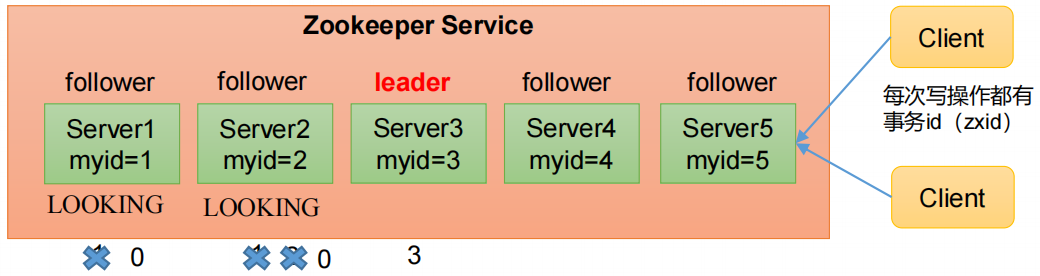 Zookeeper Service
Client
follower
follower
leader
follower
follower
每次写操作都有
事务id（zxid）
Server1
myid=1
Server2
myid=2
Server3
myid=3
Server4
myid=4
Server5
myid=5
LOOKING
LOOKING
Client
0
0
3